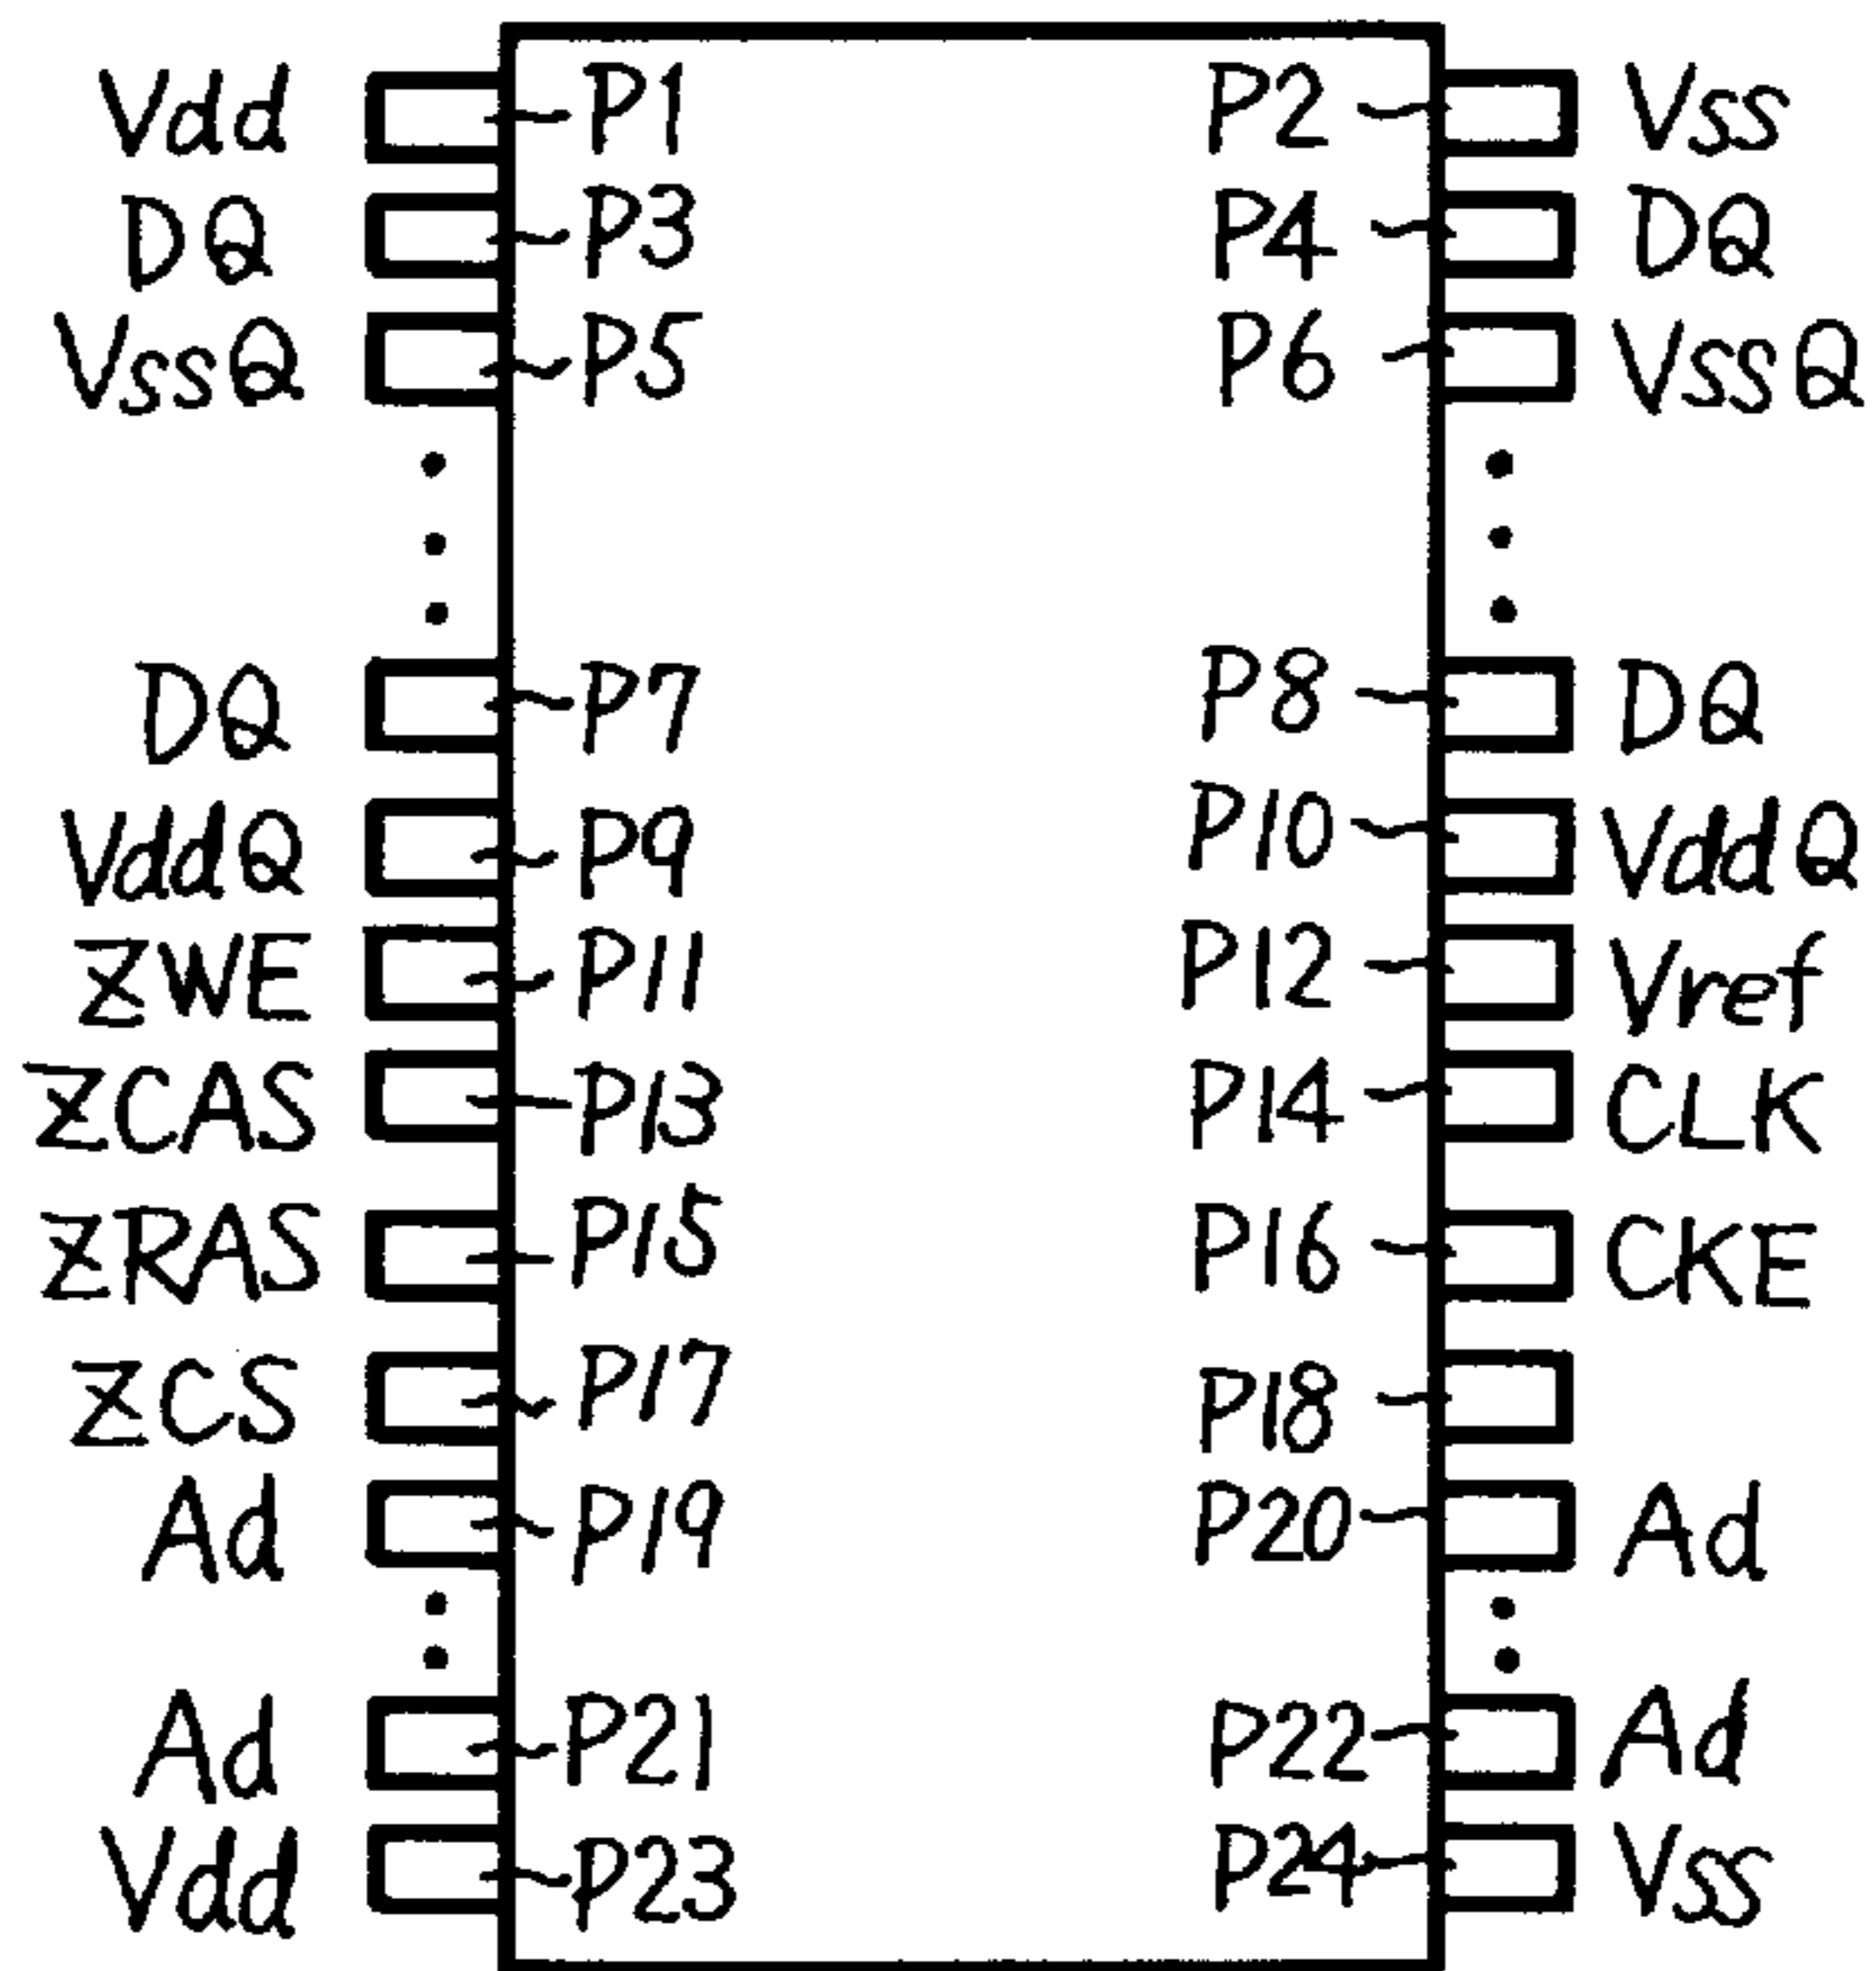 Vdd P1 P2 Vss
DQ P3 P4 DQ
VssQ P5 P6 VssQ
DQ P7 P8 DQ
VddQ P9 P10 VddQ
ZWE P11 P12 Vref
ZCAS P13 P14 CLK
ZRAS P15 P16 CKE
ZCS P17 P18
Ad P19 P20 Ad
Ad P21 P22 Ad
Vdd P23 P24 Vss